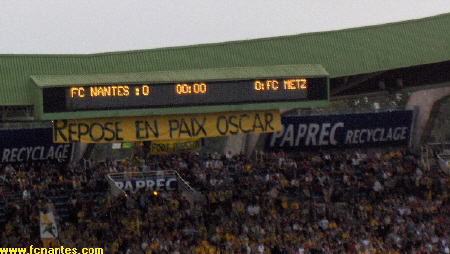 FC NANTES :0 00:00 0:FC METZ
REPOSE EN PAIX OSCAR
PAPREC RECYCLAGE
RECYCLAGE
PAPREC
www.fcnantes.com